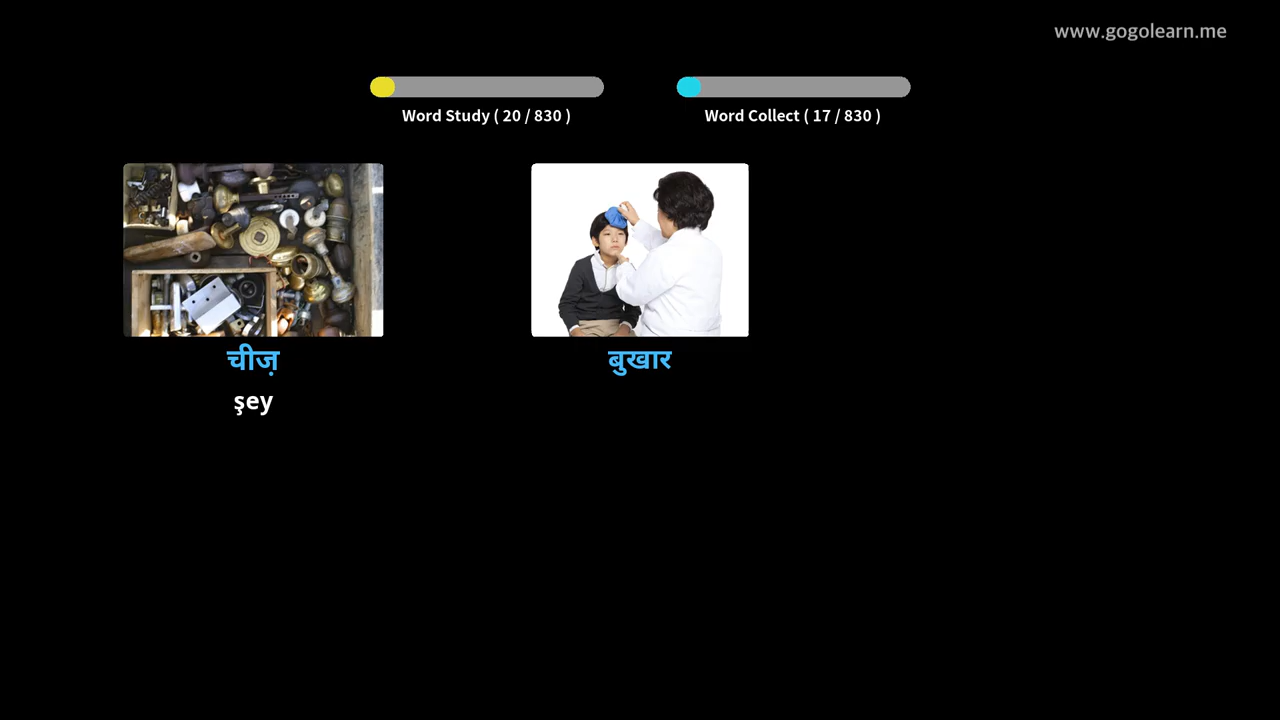 www.gogolearn.me
Word Study ( 20 / 830 )
Word Collect ( 17 / 830 )
चीज़
şey
बुखार